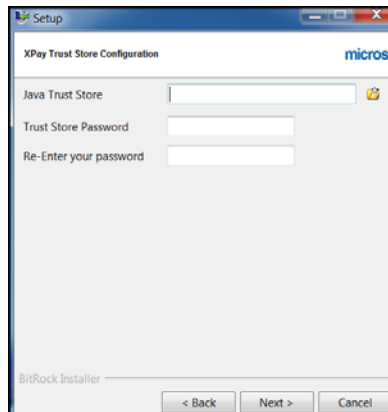 Setup
XPay Trust Store Configuration
micros
Java Trust Store
Trust Store Password
Re-Enter your password
BitRock Installer
< Back
Next >
Cancel